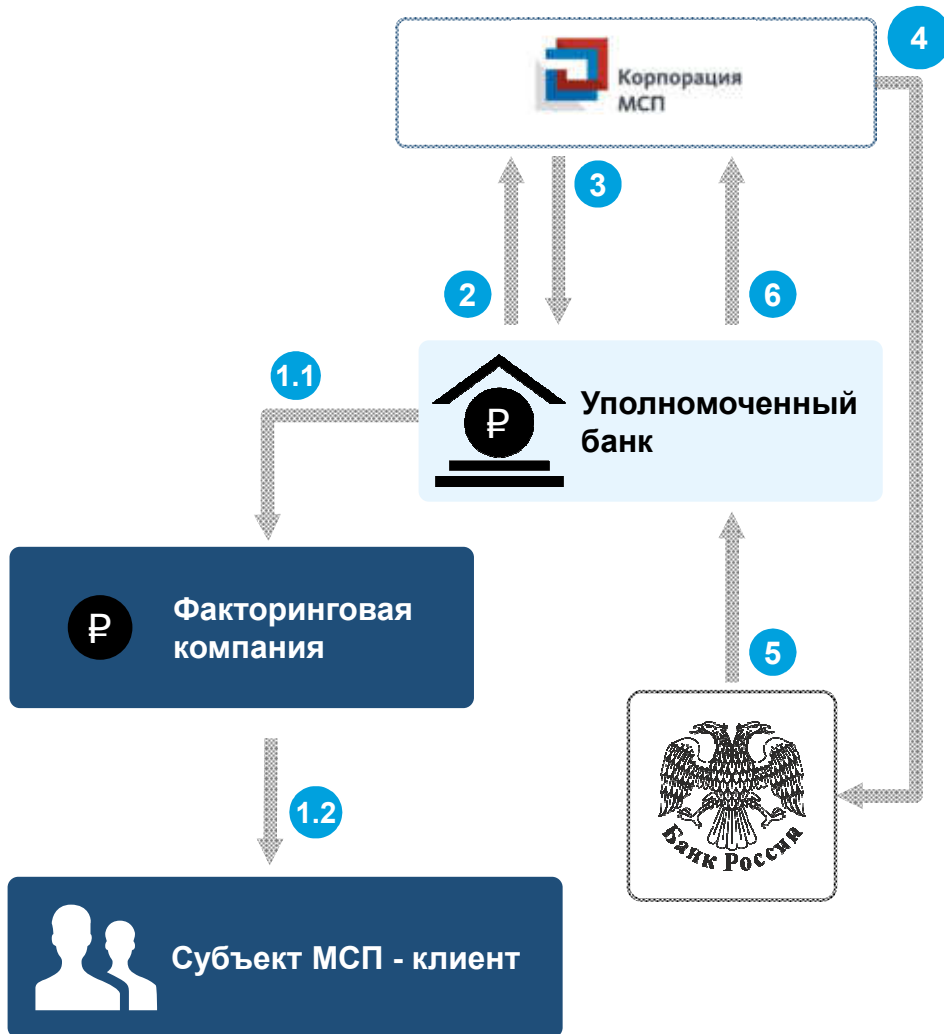 4
Корпорация
МСП
3
2
6
1.1
₽
Уполномоченный
банк
₽
Факторинговая
компания
5
1.2
Банк России
Субъект МСП - клиент